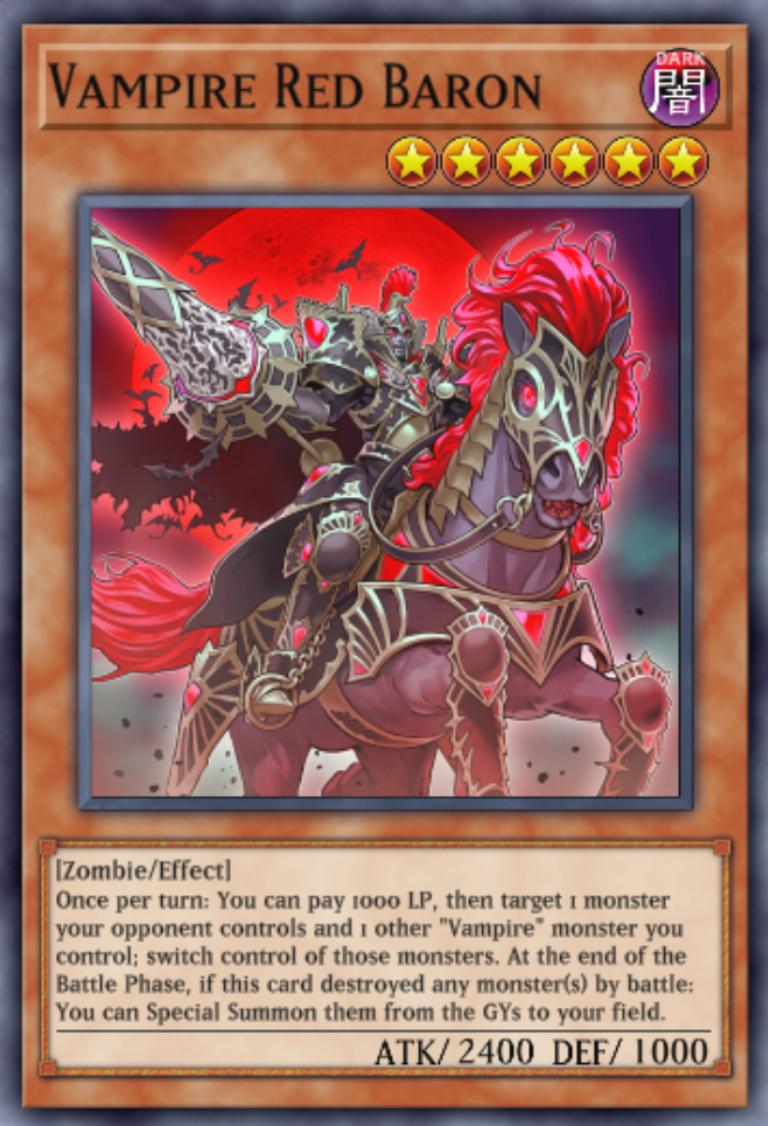 VAMPIRE RED BARON
DARK
闇
[Zombie/Effect]
Once per turn: You can pay 1000 LP, then target 1 monster
your opponent controls and 1 other "Vampire" monster you
control; switch control of those monsters. At the end of the
Battle Phase, if this card destroyed any monster(s) by battle:
You can Special Summon them from the GYs to your field.
ATK/ 2400 DEF/ 1000